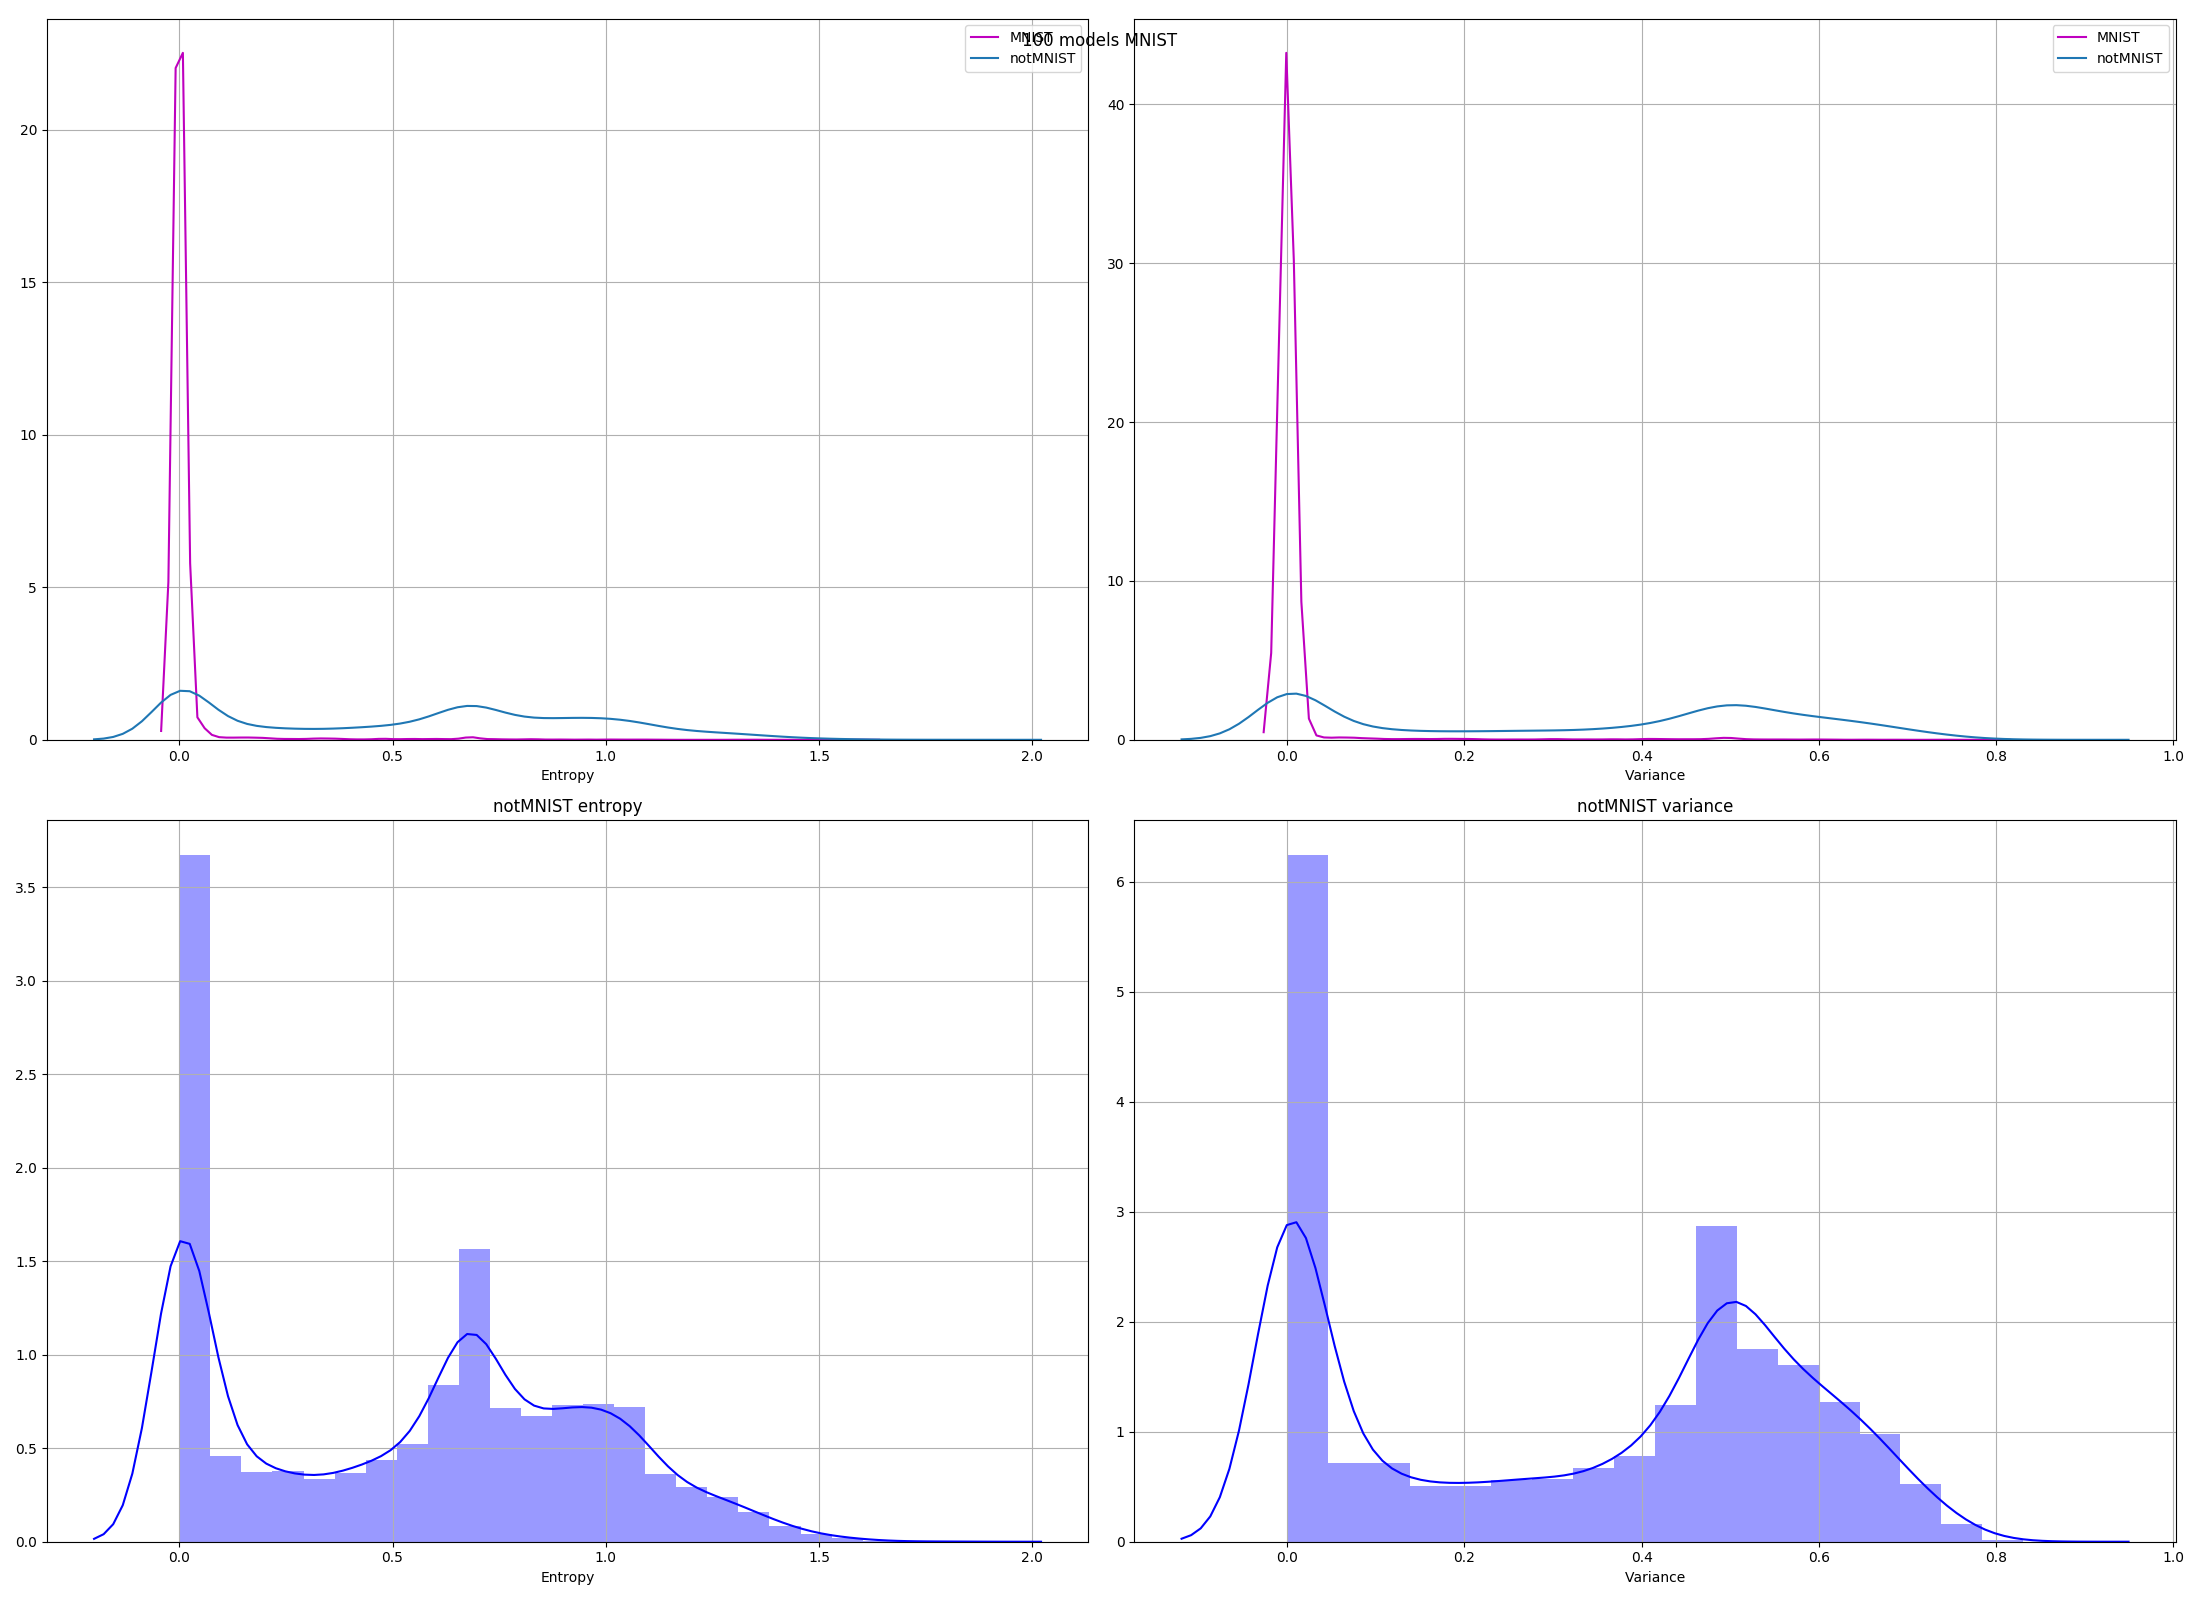 100 models MNIST
MNIST
notMNIST
20
15
10
5
0
0.0 0.5 1.0 1.5 2.0
Entropy
MNIST
notMNIST
40
30
20
10
0
0.0 0.2 0.4 0.6 0.8 1.0
Variance
notMNIST entropy
3.5
3.0
2.5
2.0
1.5
1.0
0.5
0.0
0.0 0.5 1.0 1.5 2.0
Entropy
notMNIST variance
6
5
4
3
2
1
0
0.0 0.2 0.4 0.6 0.8 1.0
Variance